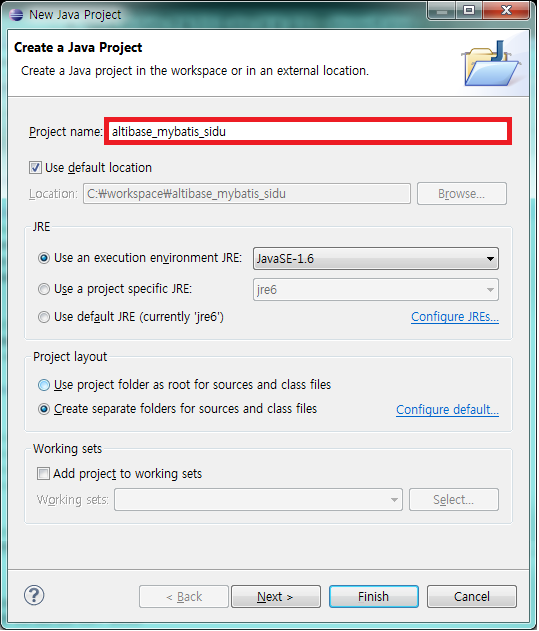 New Java Project
Create a Java Project
Create a Java project in the workspace or in an external location.
Project name: altibase_mybatis_sidu
Use default location
Location: C:₩workspace₩altibase_mybatis_sidu Browse...
JRE
Use an execution environment JRE: JavaSE-1.6
Use a project specific JRE: jre6
Use default JRE (currently 'jre6') Configure JREs...
Project layout
Use project folder as root for sources and class files
Create separate folders for sources and class files Configure default...
Working sets
Add project to working sets
Working sets: Select...
? < Back Next > Finish Cancel